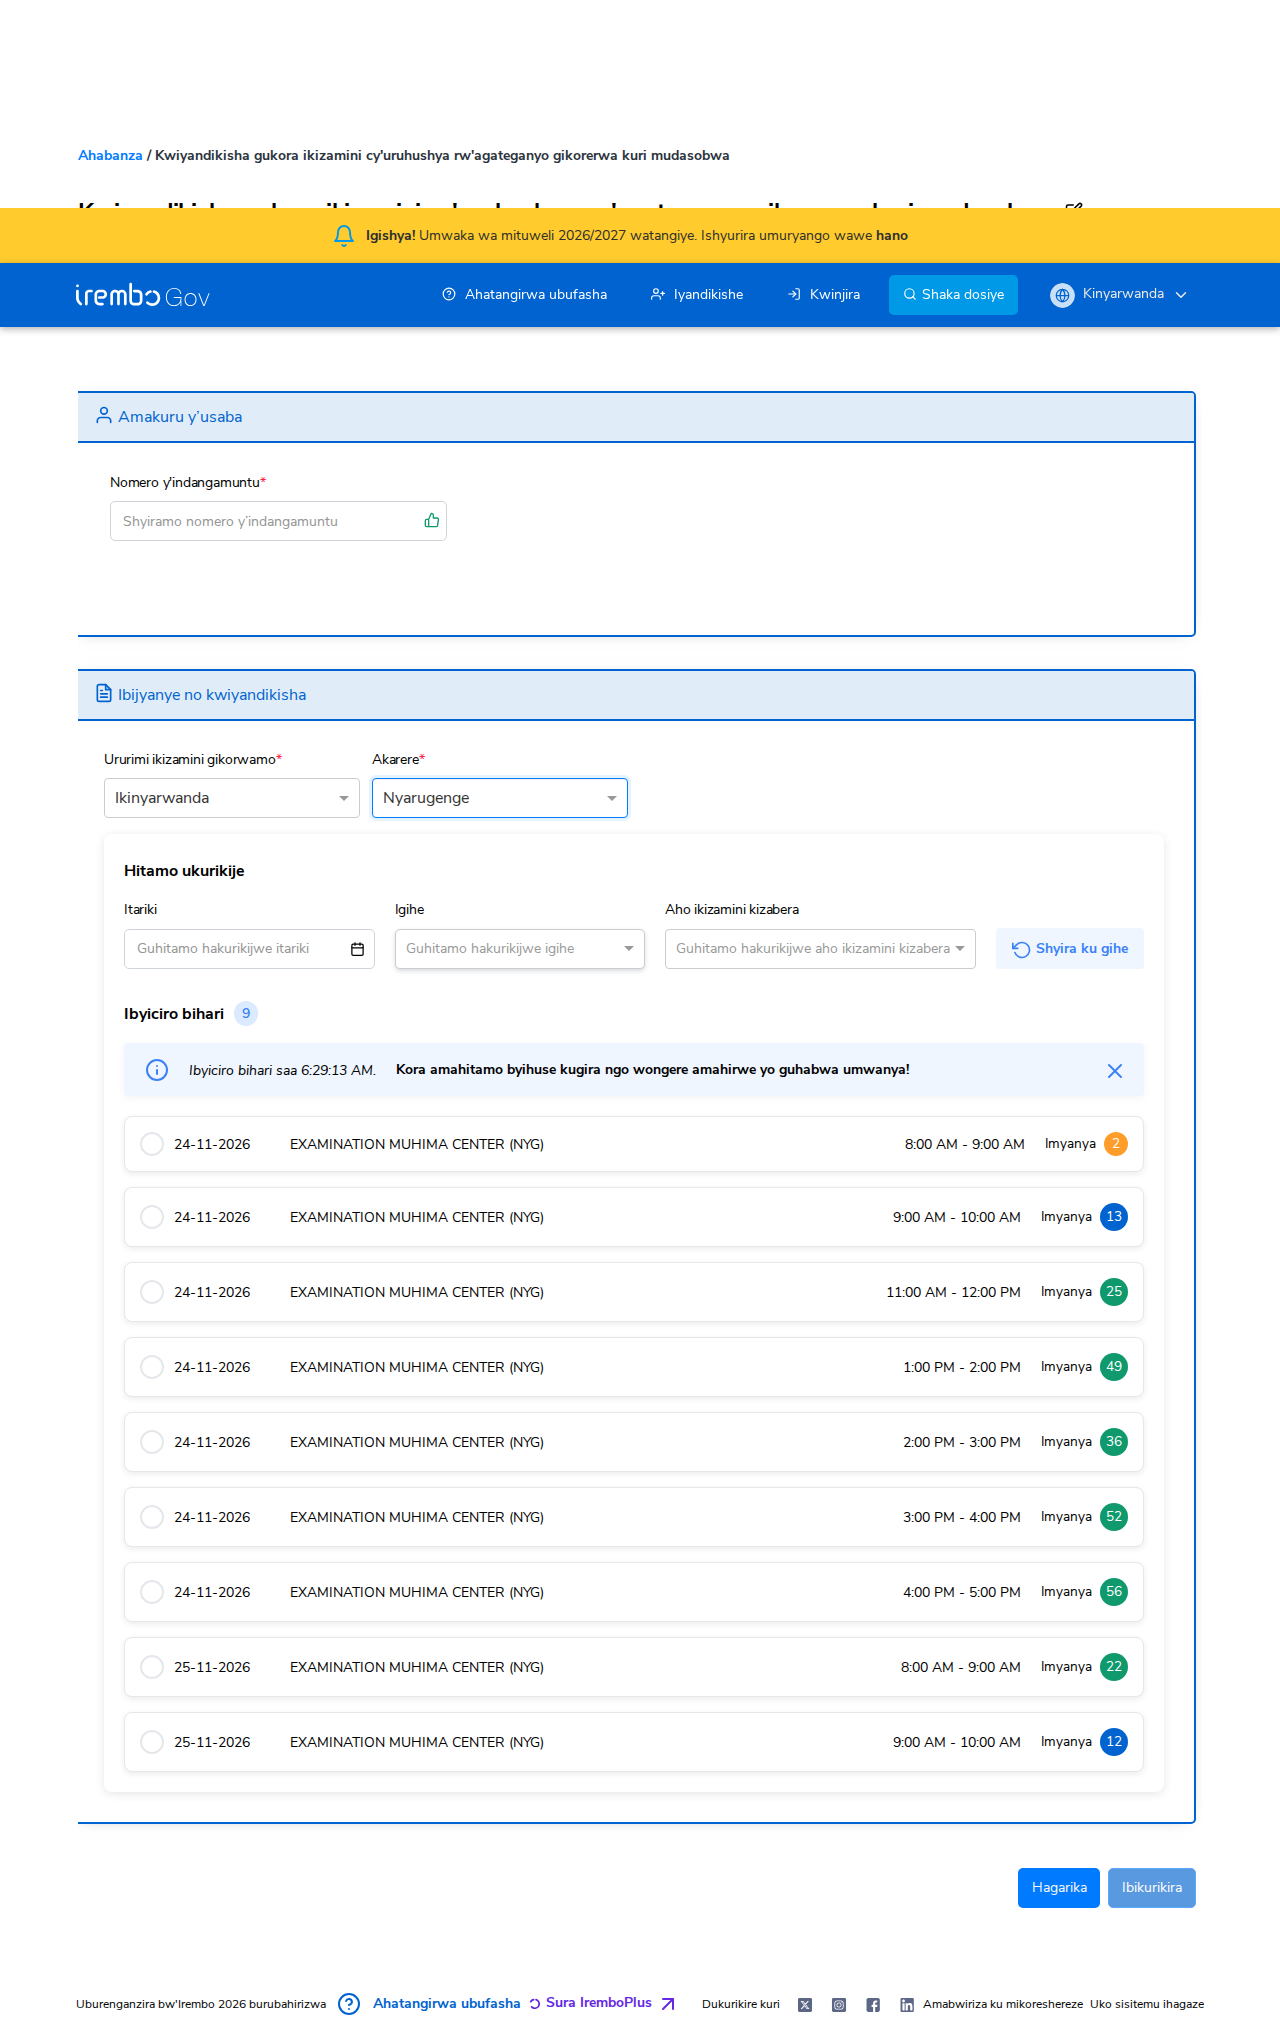 Ahabanza / Kwiyandikisha gukora ikizamini cy'uruhushya rw'agateganyo gikorerwa kuri mudasobwa
Igishya! Umwaka wa mituweli 2026/2027 watangiye. Ishyurira umuryango wawe hano
irembo Gov
Ahatangirwa ubufasha
Iyandikishe
Kwinjira
Shaka dosiye
Kinyarwanda
Amakuru y’usaba
Nomero y'indangamuntu*
Shyiramo nomero y’indangamuntu
Ibijyanye no kwiyandikisha
Ururimi ikizamini gikorwamo* Akarere*
Ikinyarwanda Nyarugenge
Hitamo ukurikije
Itariki Igihe Aho ikizamini kizabera
Guhitamo hakurikijwe itariki Guhitamo hakurikijwe igihe Guhitamo hakurikijwe aho ikizamini kizabera Shyira ku gihe
Ibyiciro bihari 9
Ibyiciro bihari saa 6:29:13 AM. Kora amahitamo byihuse kugira ngo wongere amahirwe yo guhabwa umwanya!
24-11-2026 EXAMINATION MUHIMA CENTER (NYG) 8:00 AM - 9:00 AM Imyanya 2
24-11-2026 EXAMINATION MUHIMA CENTER (NYG) 9:00 AM - 10:00 AM Imyanya 13
24-11-2026 EXAMINATION MUHIMA CENTER (NYG) 11:00 AM - 12:00 PM Imyanya 25
24-11-2026 EXAMINATION MUHIMA CENTER (NYG) 1:00 PM - 2:00 PM Imyanya 49
24-11-2026 EXAMINATION MUHIMA CENTER (NYG) 2:00 PM - 3:00 PM Imyanya 36
24-11-2026 EXAMINATION MUHIMA CENTER (NYG) 3:00 PM - 4:00 PM Imyanya 52
24-11-2026 EXAMINATION MUHIMA CENTER (NYG) 4:00 PM - 5:00 PM Imyanya 56
25-11-2026 EXAMINATION MUHIMA CENTER (NYG) 8:00 AM - 9:00 AM Imyanya 22
25-11-2026 EXAMINATION MUHIMA CENTER (NYG) 9:00 AM - 10:00 AM Imyanya 12
Hagarika Ibikurikira
Uburenganzira bw'Irembo 2026 burubahirizwa Ahatangirwa ubufasha Sura IremboPlus Dukurikire kuri Amabwiriza ku mikoreshereze Uko sisitemu ihagaze